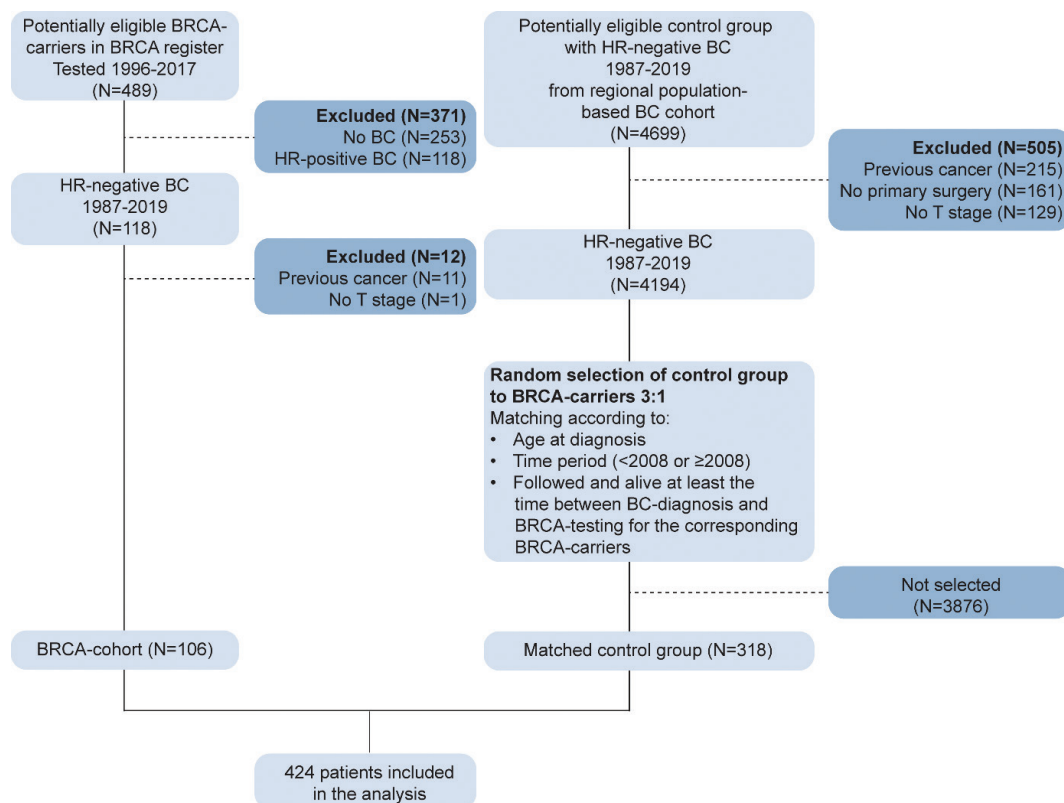 Potentially eligible BRCA-
carriers in BRCA register
Tested 1996-2017
(N=489)
Excluded (N=371)
No BC (N=253)
HR-positive BC (N=118)
HR-negative BC
1987-2019
(N=118)
Excluded (N=12)
Previous cancer (N=11)
No T stage (N=1)
BRCA-cohort (N=106)
Potentially eligible control group
with HR-negative BC
1987-2019
from regional population-
based BC cohort
(N=4699)
Excluded (N=505)
Previous cancer (N=215)
No primary surgery (N=161)
No T stage (N=129)
HR-negative BC
1987-2019
(N=4194)
Random selection of control group
to BRCA-carriers 3:1
Matching according to:
• Age at diagnosis
• Time period (<2008 or ≥2008)
• Followed and alive at least the
time between BC-diagnosis and
BRCA-testing for the corresponding
BRCA-carriers
Not selected
(N=3876)
Matched control group (N=318)
424 patients included
in the analysis